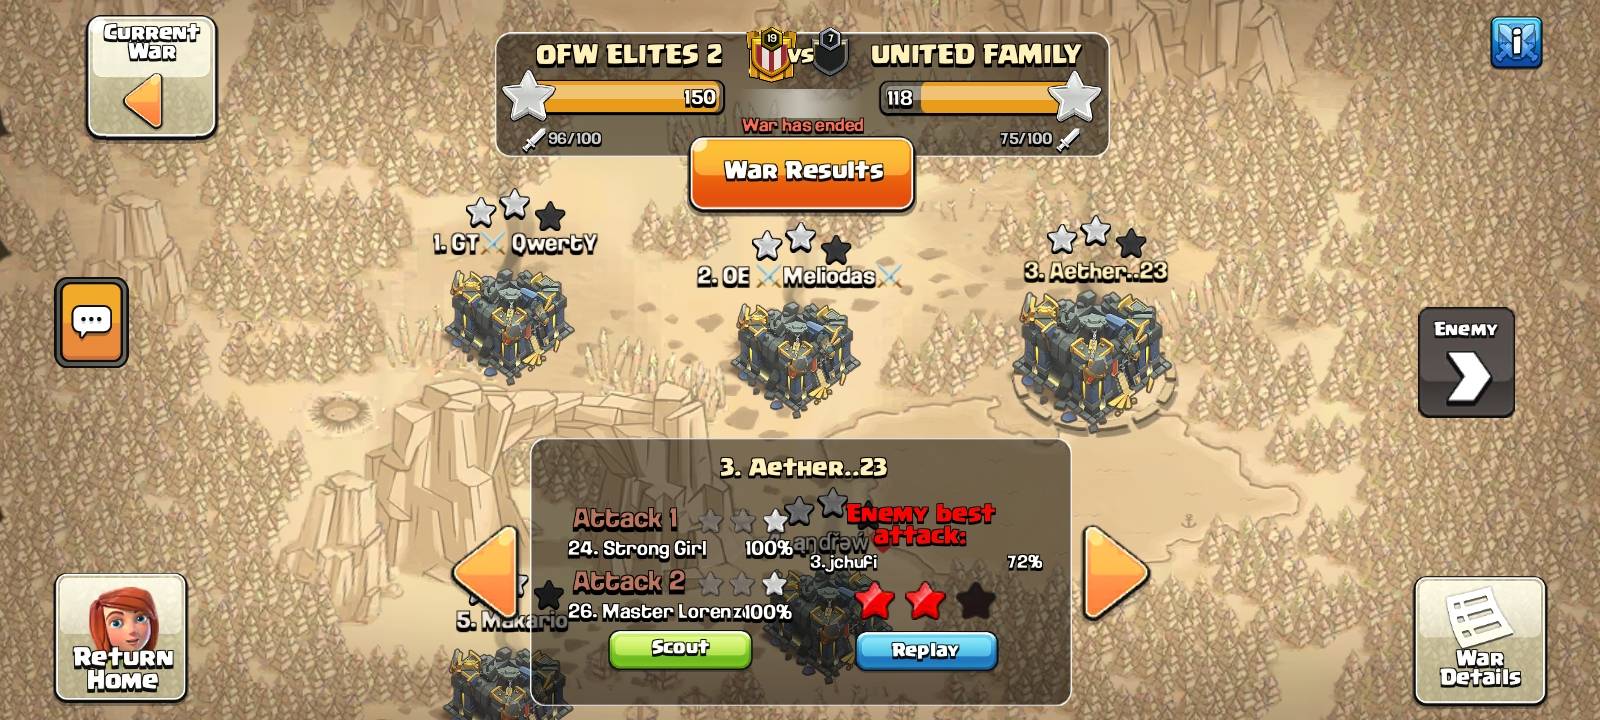 Current
War
OFW ELITES 2
19
VS
7
UNITED FAMILY
150
118
96/100
War has ended
75/100
War Results
1. GT⚔️ QwertY
2. OE ⚔️Meliodas⚔️
3. Aether..23
Enemy
3. Aether..23
Attack 1
24. Strong Girl 100%
Attack 2
26. Master Lorenz 100%
Enemy best
attack:
3.jchufi 72%
5. Makario
Scout
Replay
Return
Home
War
Details